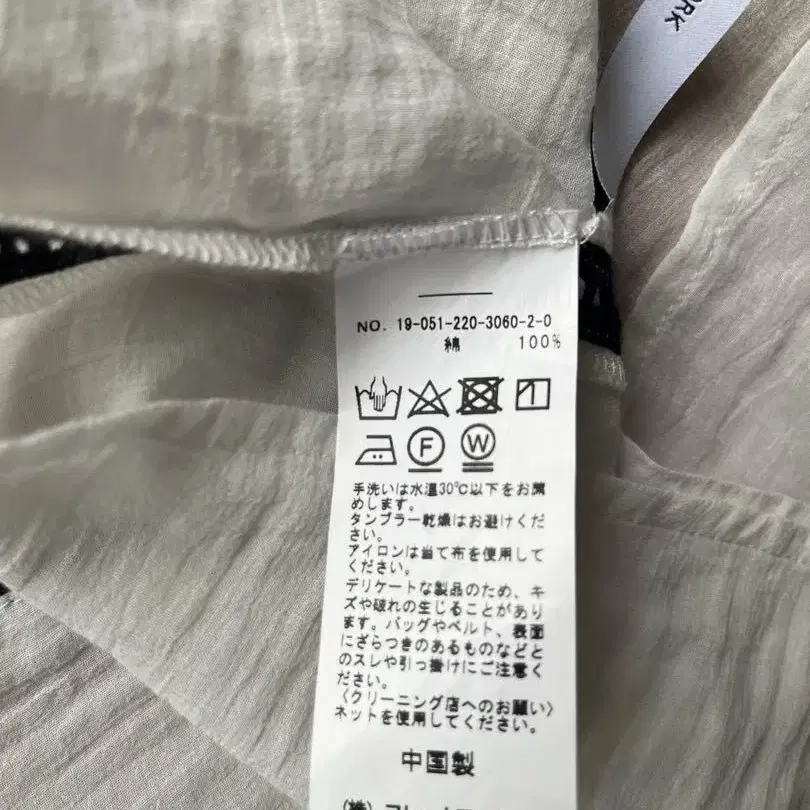 RK
NO. 19-051-220-3060-2-0
綿 100%
F W
手洗いは水温30℃以下をお薦
めします。
タンブラー乾燥はお避けくだ
さい。
アイロンは当て布を使用して
ください。
デリケートな製品のため、キ
ズや破れの生じることがあり
ます。バッグやベルト、表面
にざらつきのあるものなどと
のスレや引っ掛けにご注意く
ださい。
〈クリーニング店へのお願い〉
ネットを使用してください。
中国製